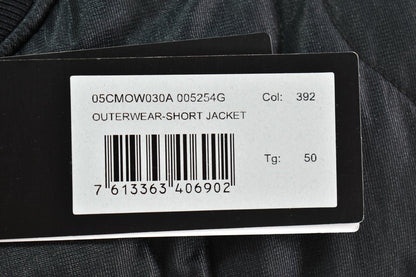 05CMOW030A 005254G Col: 392
OUTERWEAR-SHORT JACKET
Tg: 50
7 613363 406902